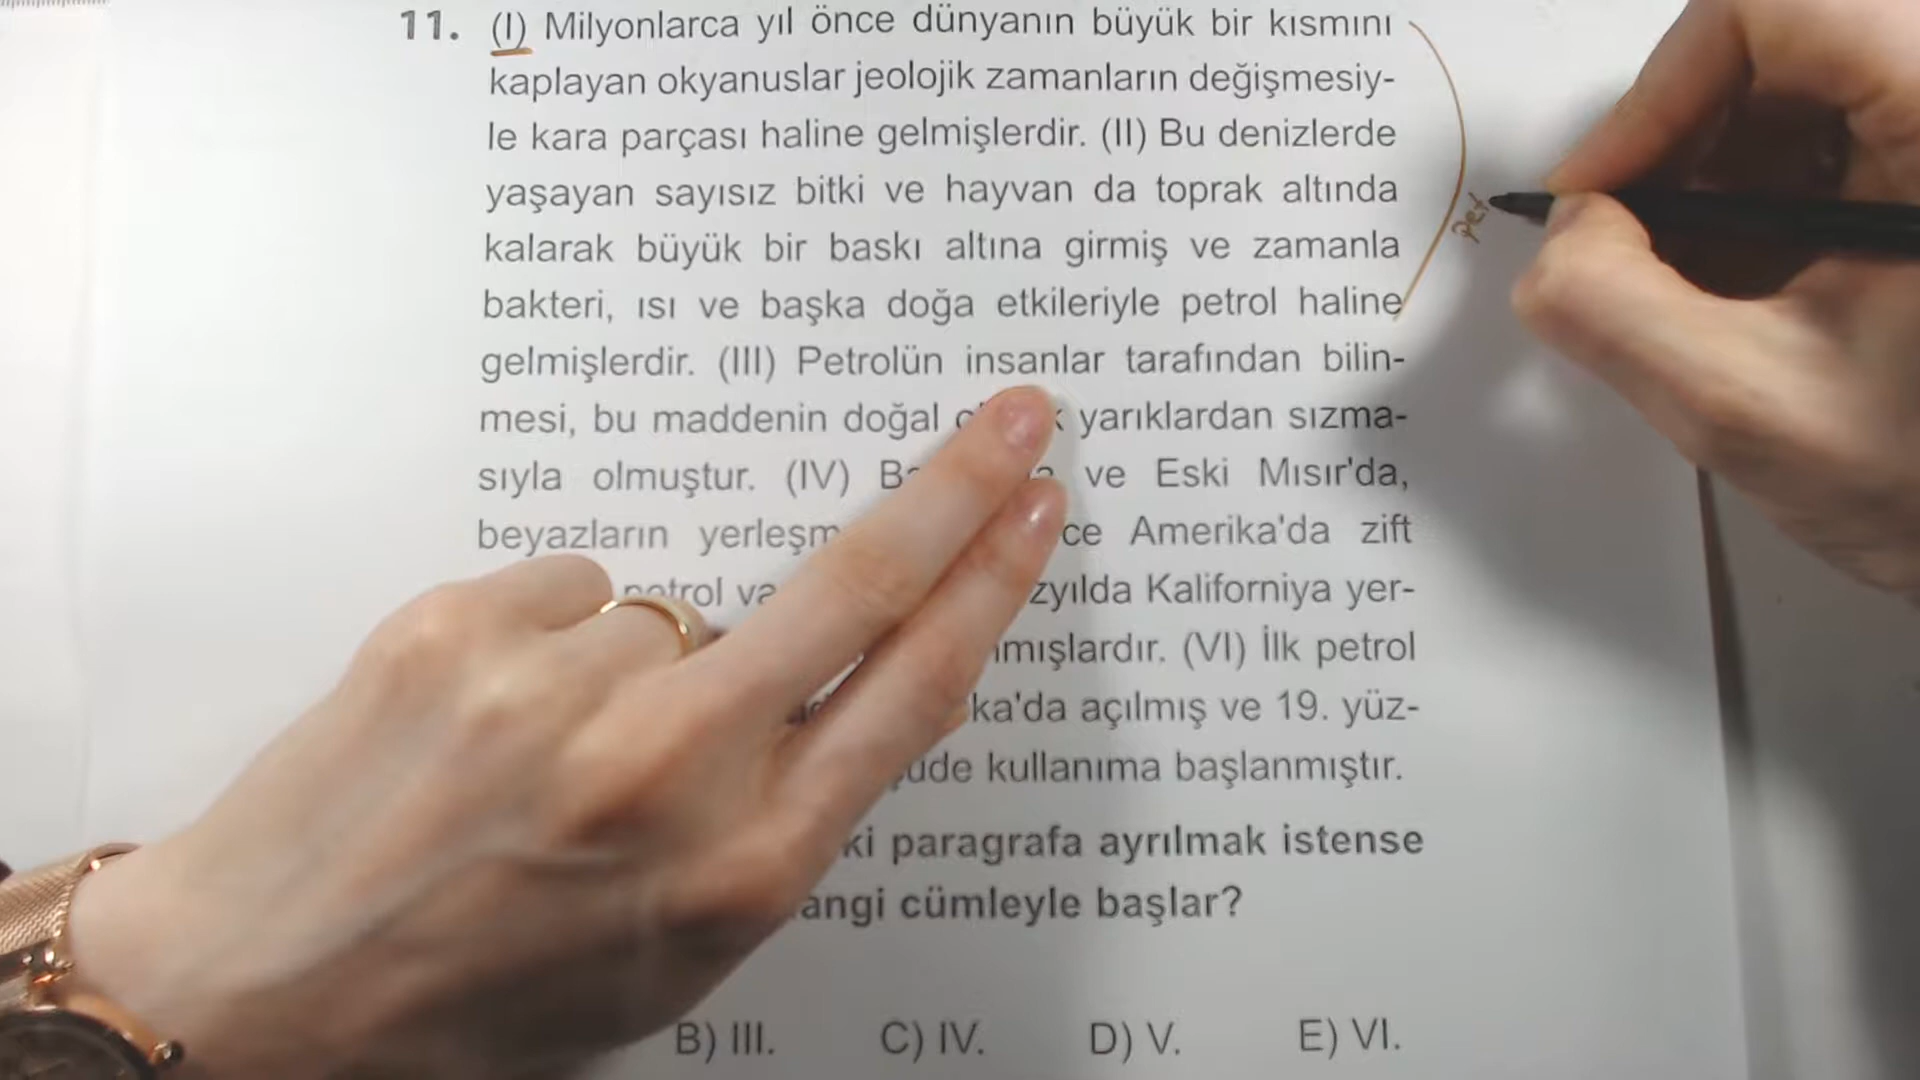 11. (I) Milyonlarca yıl önce dünyanın büyük bir kısmını
kaplayan okyanuslar jeolojik zamanların değişmesiy-
le kara parçası haline gelmişlerdir. (II) Bu denizlerde
yaşayan sayısız bitki ve hayvan da toprak altında
kalarak büyük bir baskı altına girmiş ve zamanla
bakteri, ısı ve başka doğa etkileriyle petrol haline
gelmişlerdir. (III) Petrolün insanlar tarafından bilin-
mesi, bu maddenin doğal yarıklardan sızma-
sıyla olmuştur. (IV) ve Eski Mısır'da,
beyazların Amerika'da zift
petrol Kaliforniya yer-
(VI) İlk petrol
açılmış ve 19. yüz-
kullanıma başlanmıştır.
paragrafa ayrılmak istense
cümleyle başlar?
B) III. C) IV. D) V. E) VI.
pet